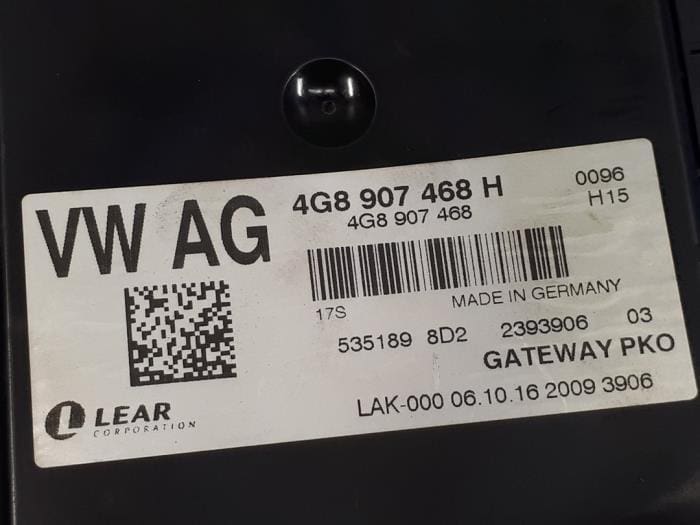 VW AG
4G8 907 468 H
0096
4G8 907 468
H15
17S
MADE IN GERMANY
535189 8D2 2393906 03
GATEWAY PKO
LEAR
CORPORATION
LAK-000 06.10.16 2009 3906